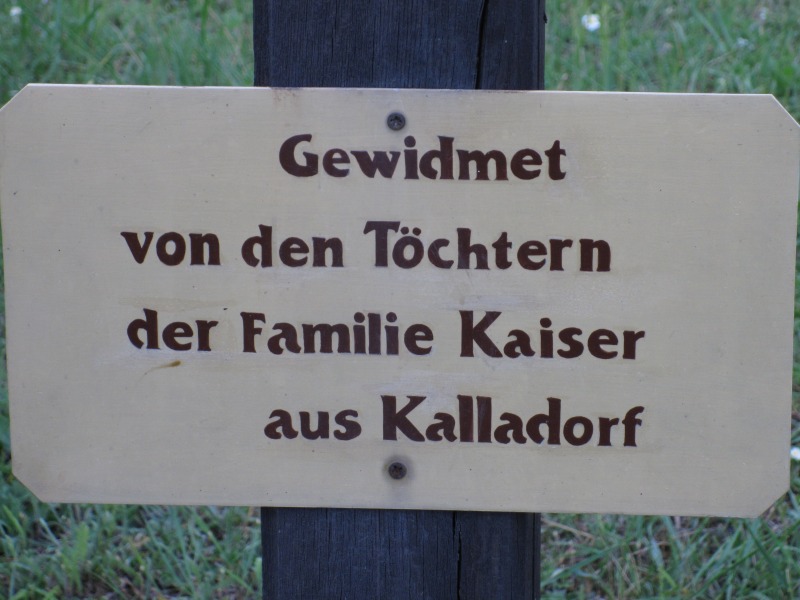 Gewidmet
von den Töchtern
der Familie Kaiser
aus Kalladorf